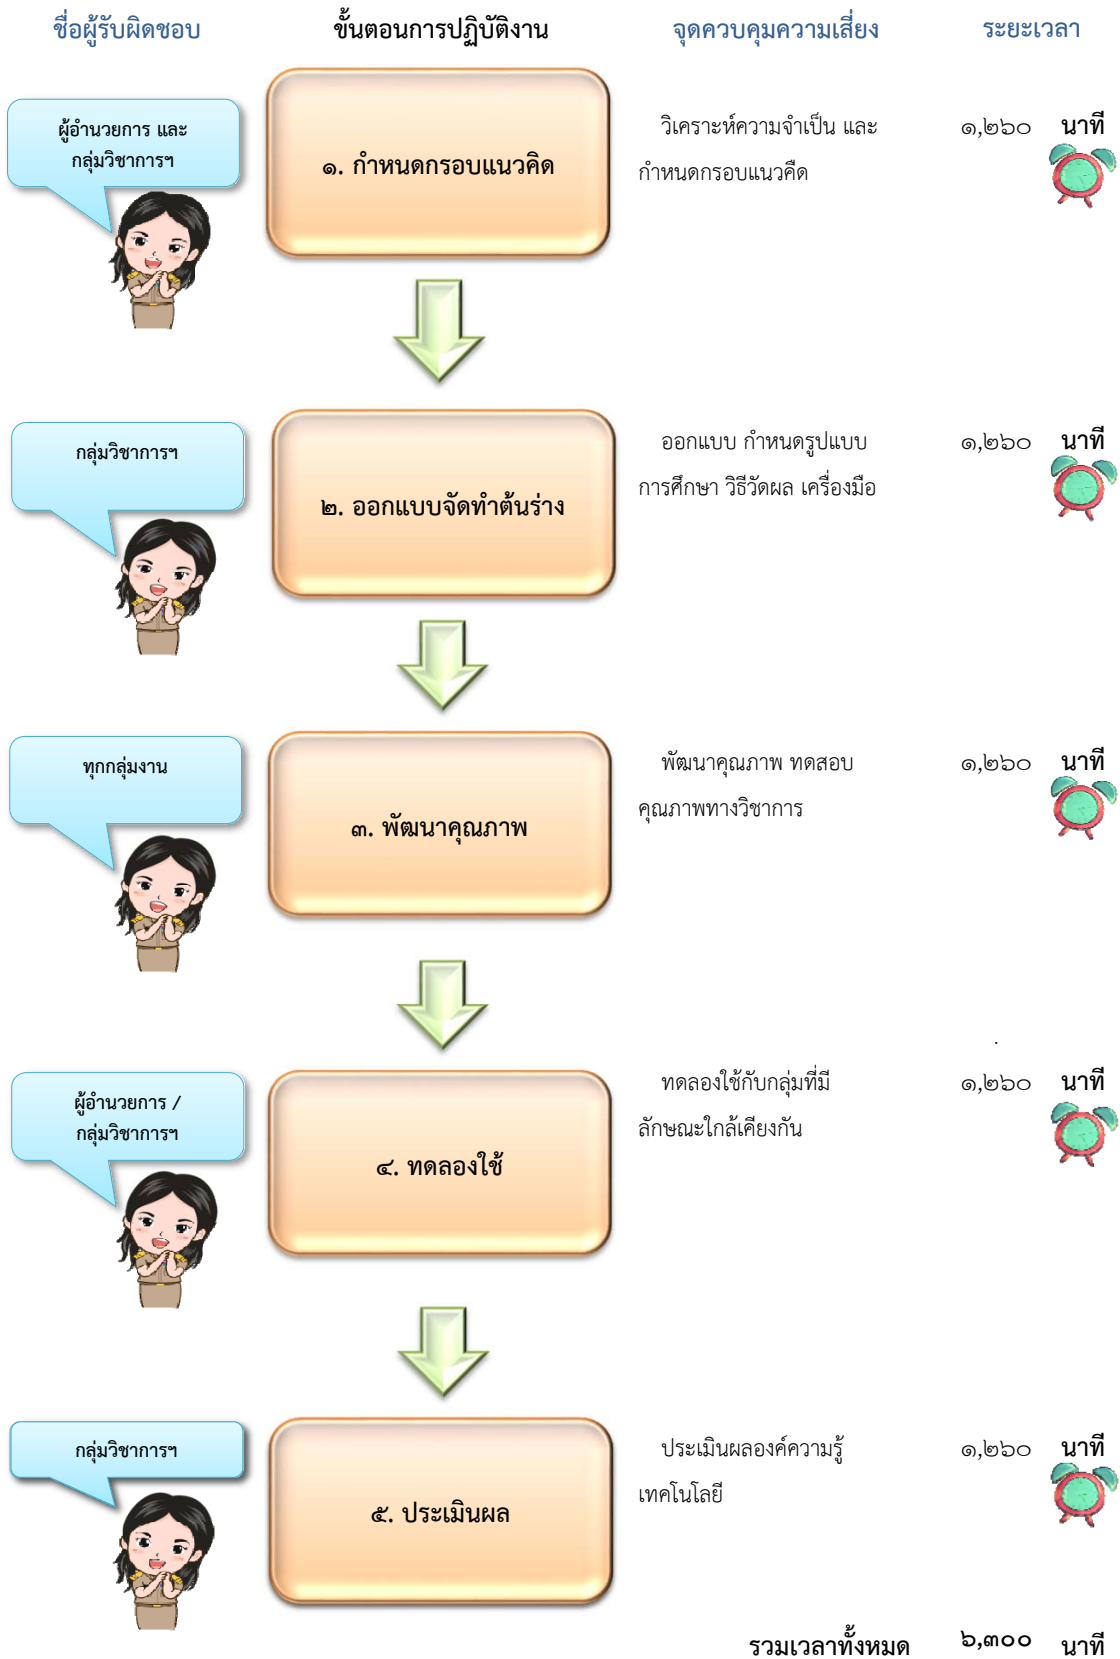 ชื่อผู้รับผิดชอบ ขั้นตอนการปฏิบัติงาน จุดควบคุมความเสี่ยง ระยะเวลา
ผู้อำนวยการ และ
กลุ่มวิชาการฯ
๑. กำหนดกรอบแนวคิด
วิเคราะห์ความจำเป็น และ
กำหนดกรอบแนวคืด
๑,๒๖๐ นาที
กลุ่มวิชาการฯ
๒. ออกแบบจัดทำต้นร่าง
ออกแบบ กำหนดรูปแบบ
การศึกษา วิธีวัดผล เครื่องมือ
๑,๒๖๐ นาที
ทุกกลุ่มงาน
๓. พัฒนาคุณภาพ
พัฒนาคุณภาพ ทดสอบ
คุณภาพทางวิชาการ
๑,๒๖๐ นาที
ผู้อำนวยการ /
กลุ่มวิชาการฯ
๔. ทดลองใช้
ทดลองใช้กับกลุ่มที่มี
ลักษณะใกล้เคียงกัน
๑,๒๖๐ นาที
กลุ่มวิชาการฯ
๕. ประเมินผล
ประเมินผลองค์ความรู้
เทคโนโลยี
๑,๒๖๐ นาที
รวมเวลาทั้งหมด ๖,๓๐๐ นาที